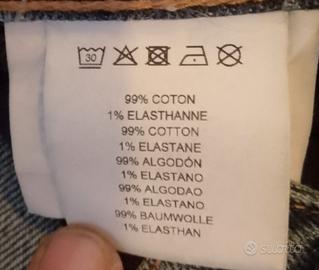 30
99% COTON
1% ELASTHANNE
99% COTTON
1% ELASTANE
99% ALGODÓN
1% ELASTANO
99% ALGODAO
1% ELASTANO
99% BAUMWOLLE
1% ELASTHAN
subito